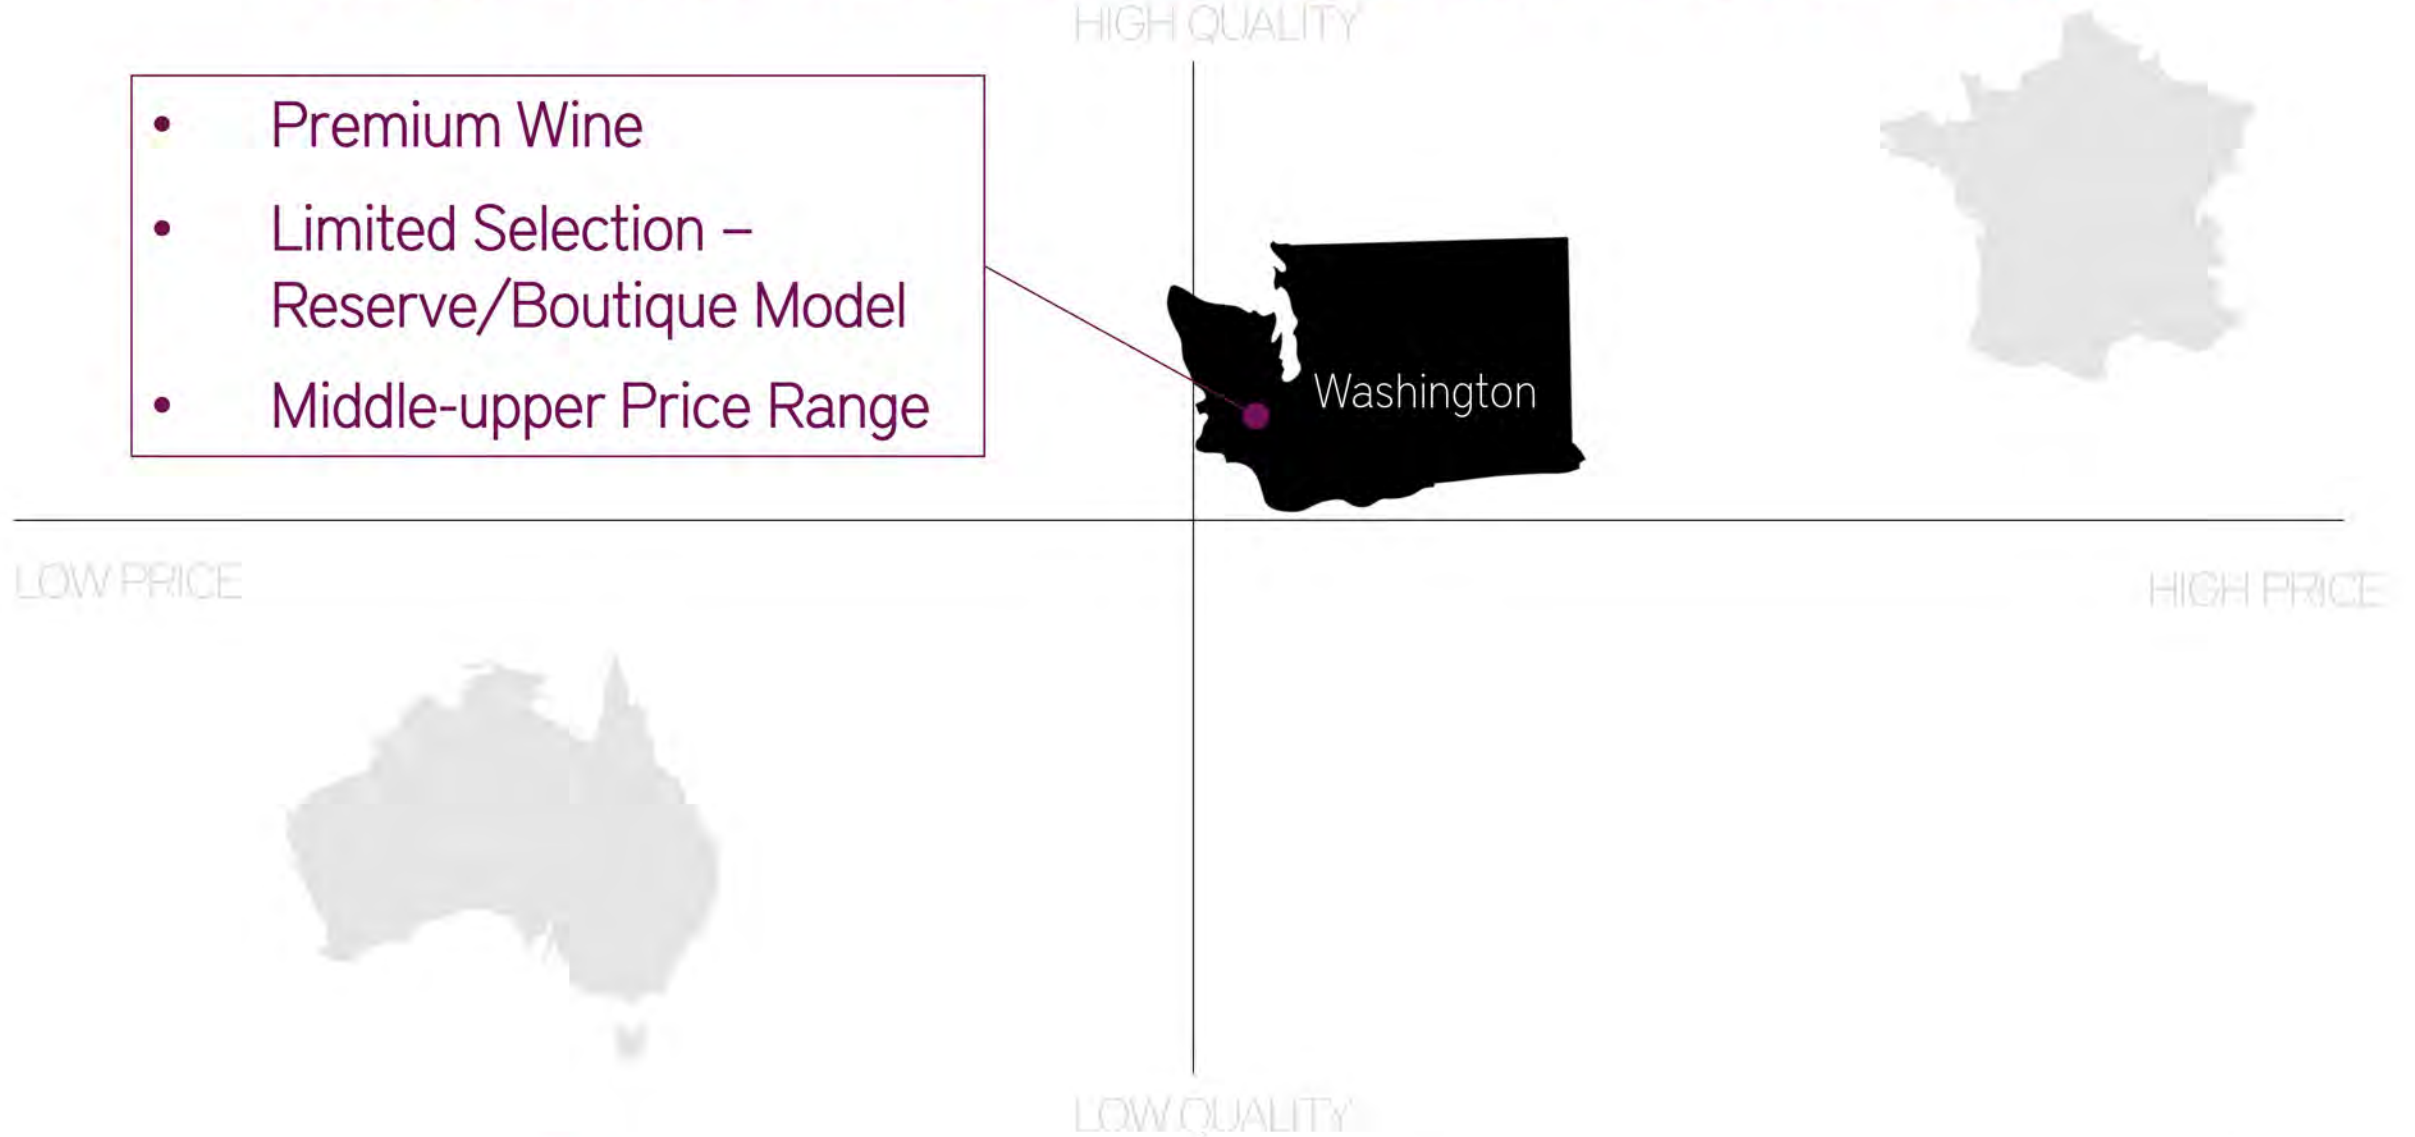 HIGH QUALITY
• Premium Wine
• Limited Selection –
Reserve/Boutique Model
• Middle-upper Price Range
Washington
LOW PRICE
HIGH PRICE
LOW QUALITY